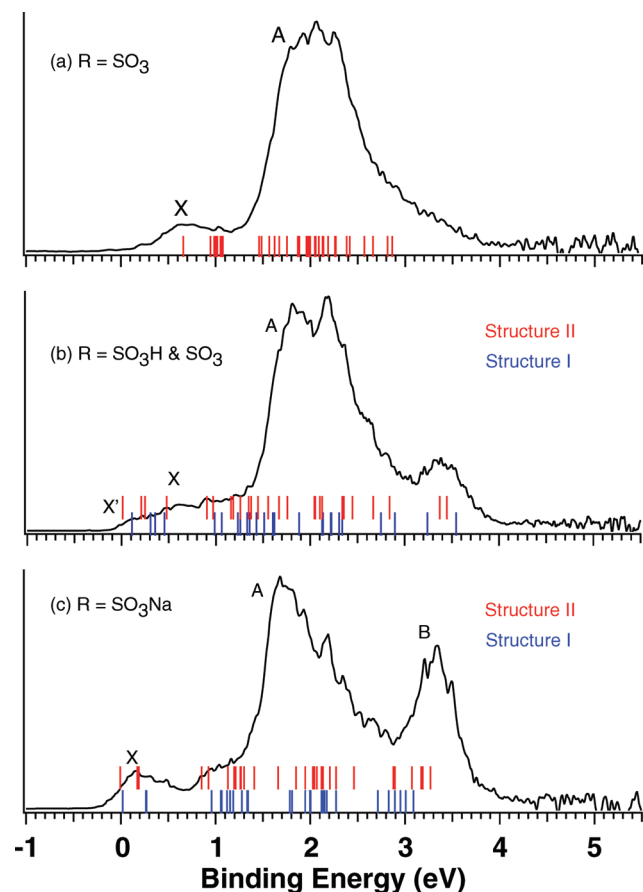 (a) R = SO3
A
X
(b) R = SO3H & SO3
A
Structure II
Structure I
X
X'
(c) R = SO3Na
A
B
Structure II
Structure I
X
-1 0 1 2 3 4 5
Binding Energy (eV)